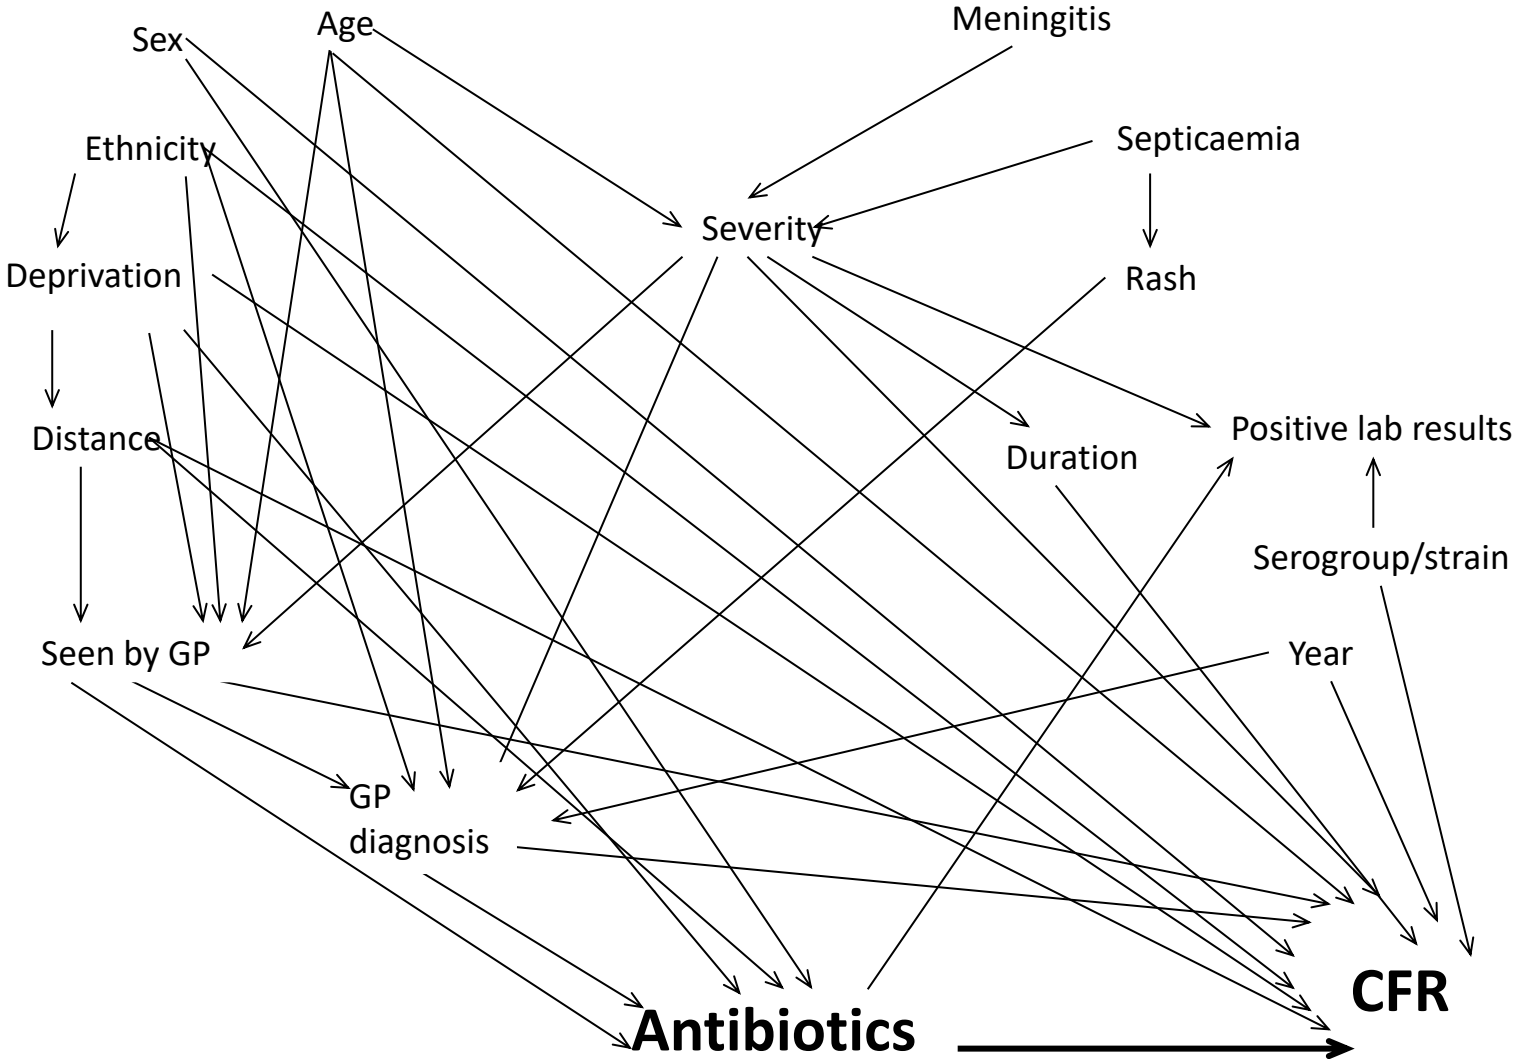 Sex
Age
Meningitis
Ethnicity
Septicaemia
Severity
Deprivation
Rash
Distance
Positive lab results
Duration
Serogroup/strain
Seen by GP
Year
GP
diagnosis
CFR
Antibiotics